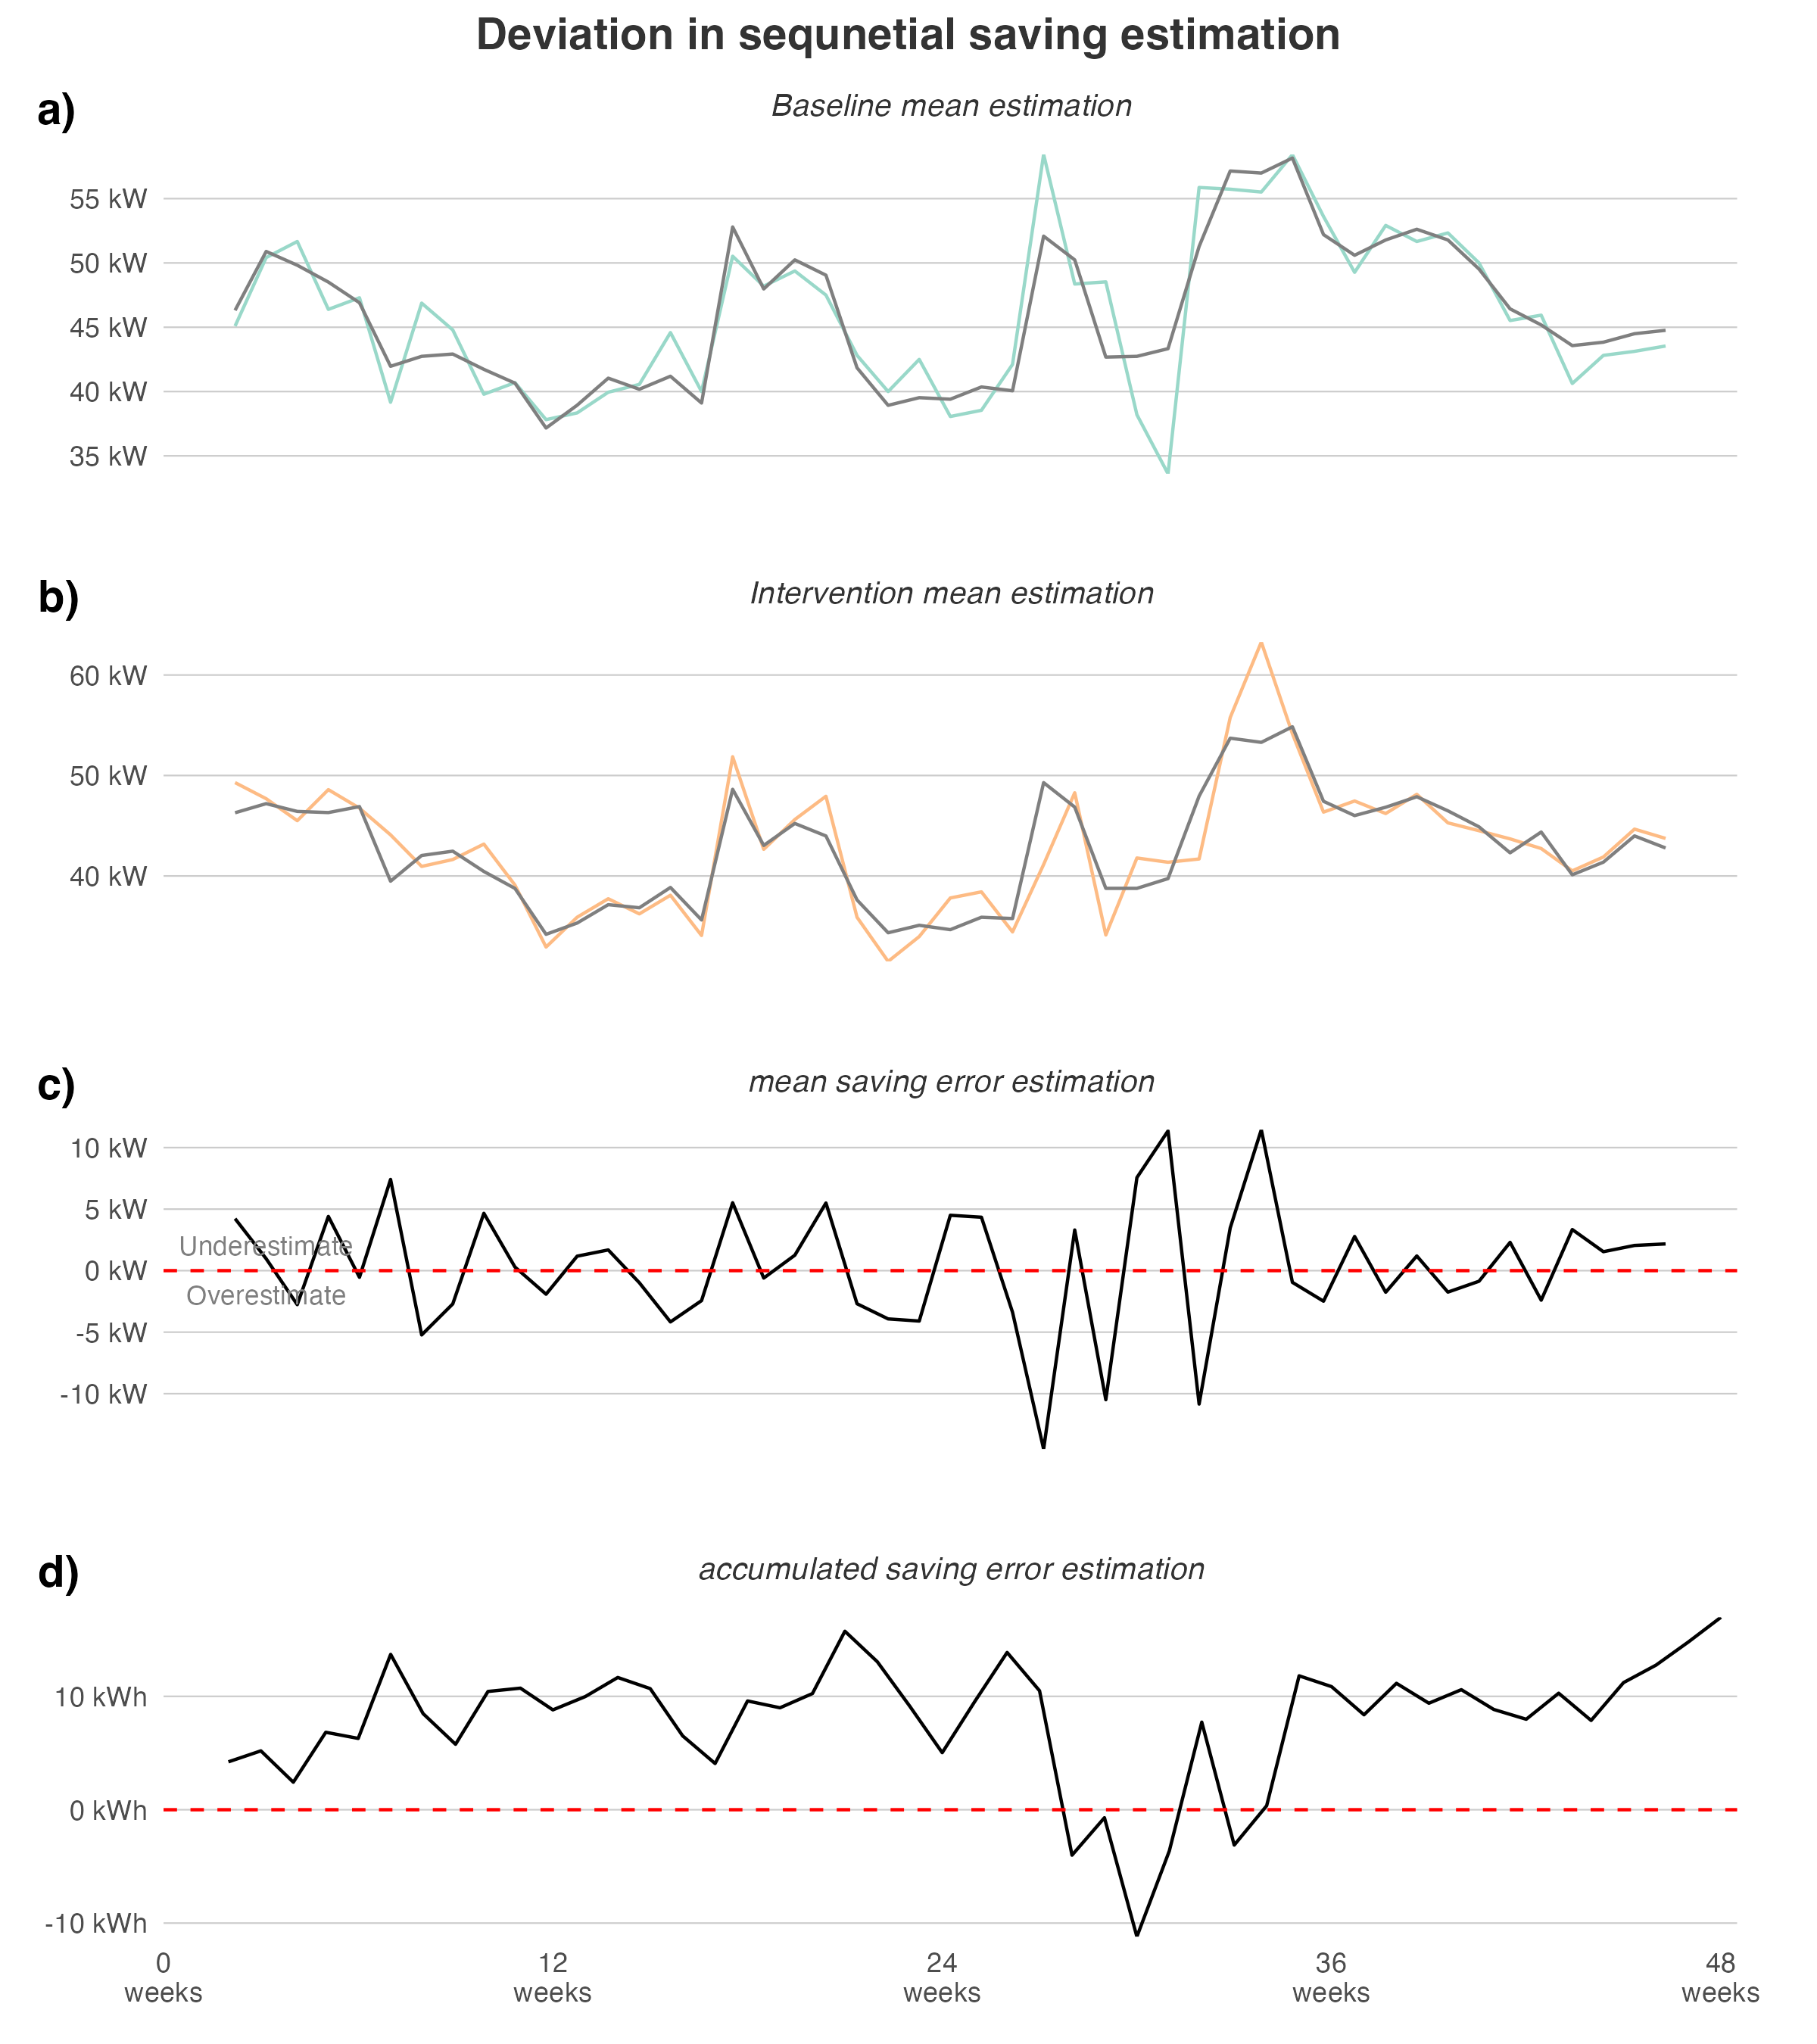 Deviation in sequnetial saving estimation
a)
Baseline mean estimation
55 kW
50 kW
45 kW
40 kW
35 kW
b)
Intervention mean estimation
60 kW
50 kW
40 kW
c)
mean saving error estimation
10 kW
5 kW
Underestimate
0 kW
Overestimate
-5 kW
-10 kW
d)
accumulated saving error estimation
10 kWh
0 kWh
-10 kWh
0 12 24 36 48
weeks weeks weeks weeks weeks